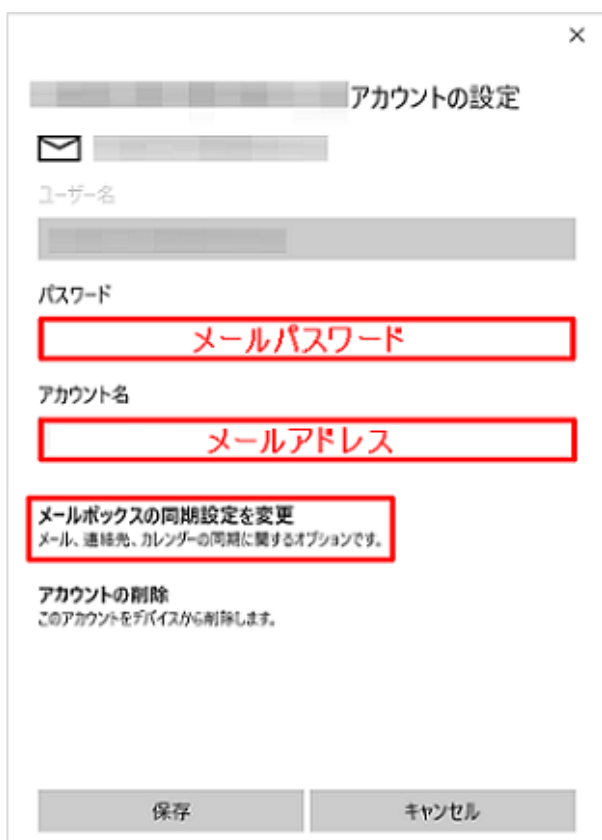 アカウントの設定
ユーザー名
パスワード
メールパスワード
アカウント名
メールアドレス
メールボックスの同期設定を変更
メール、連絡先、カレンダーの同期に関するオプションです。
アカウントの削除
このアカウントをデバイスから削除します。
保存 キャンセル